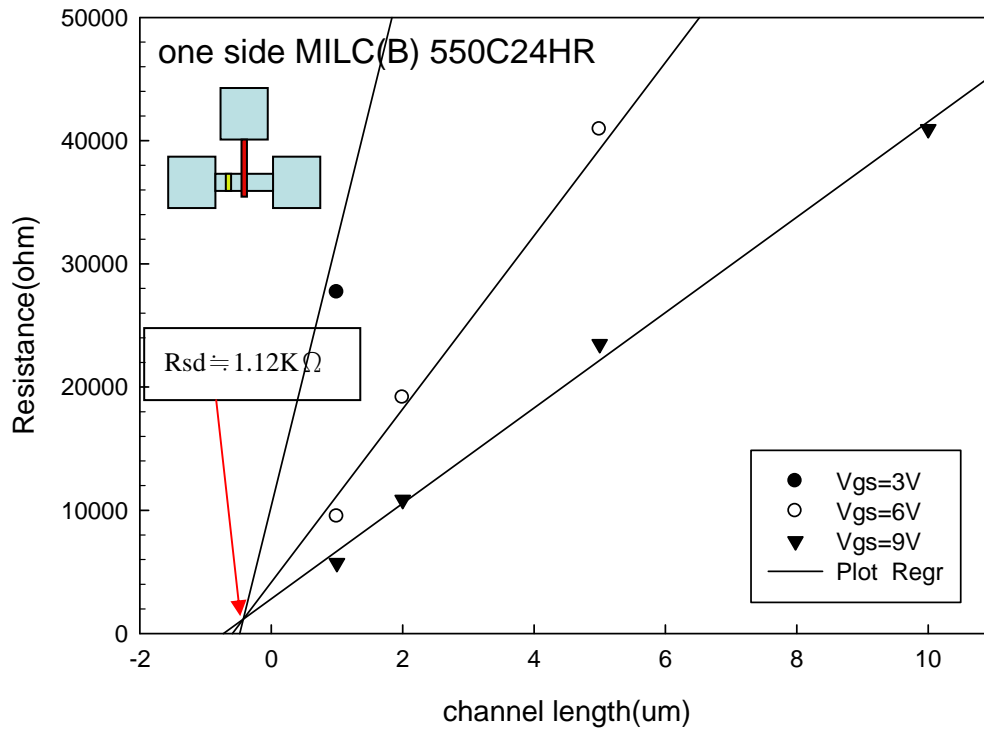 one side MILC(B) 550C24HR
50000
40000
30000
20000
10000
0
Resistance(ohm)
Rsd≒1.12KΩ
Vgs=3V
Vgs=6V
Vgs=9V
Plot Regr
-2 0 2 4 6 8 10
channel length(um)